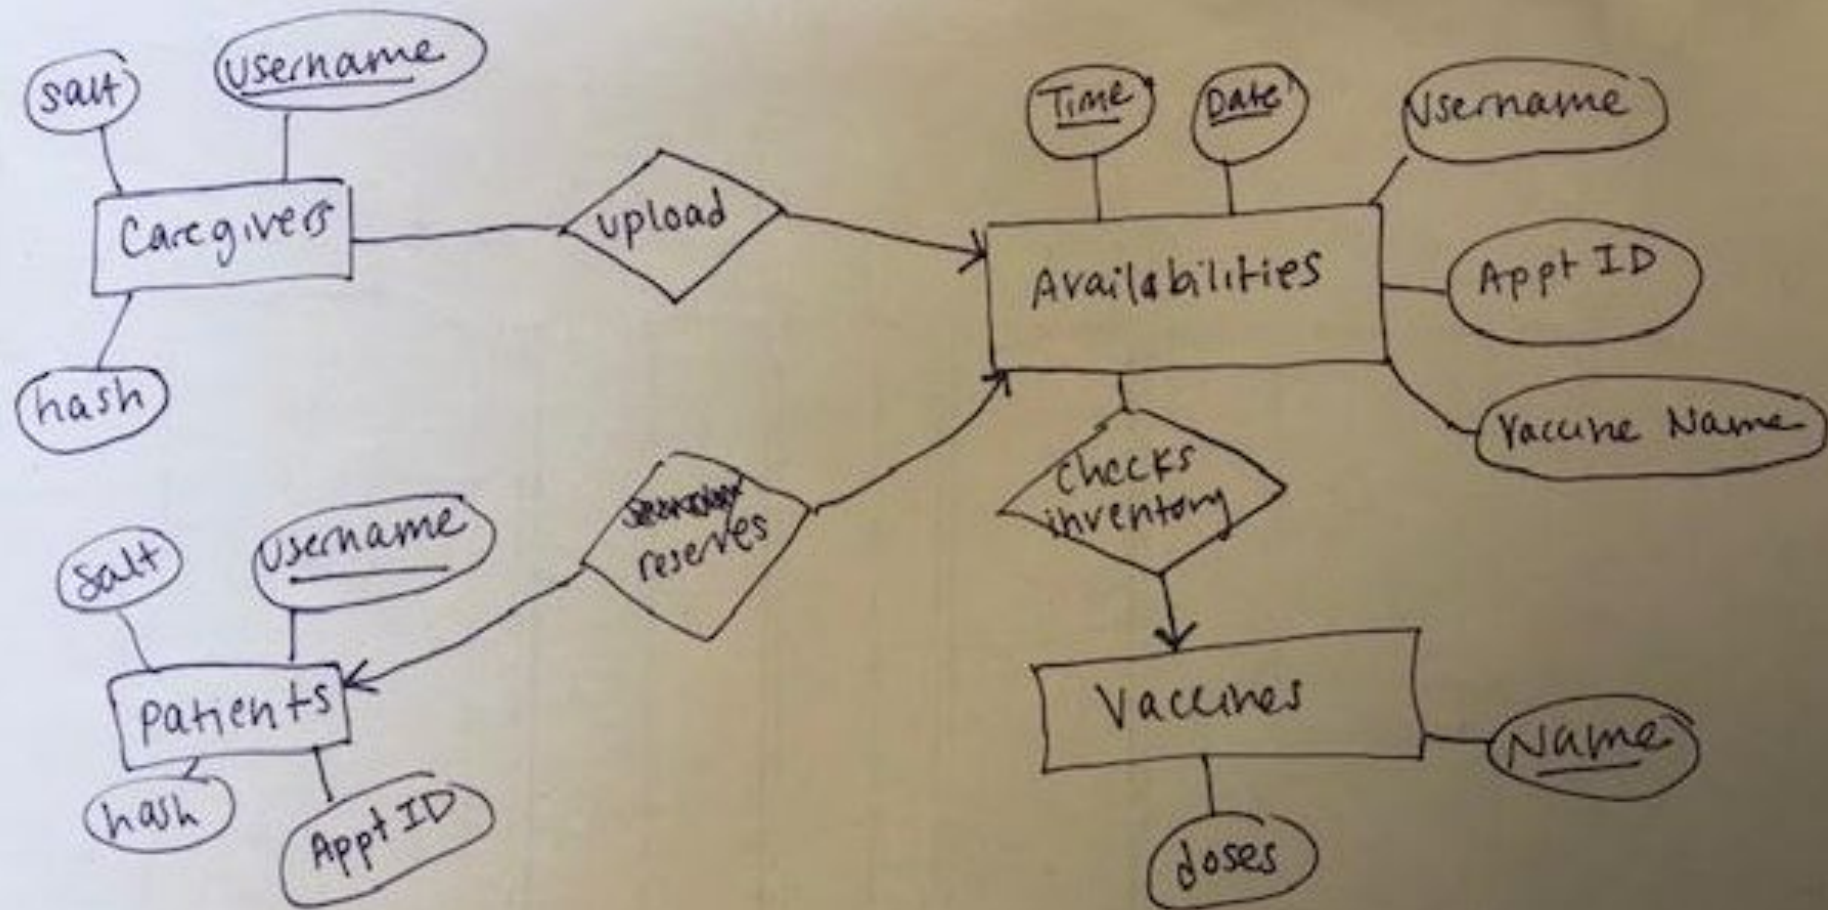 salt
Username
Time
Date
Username
Caregivers
upload
Availabilities
Appt ID
hash
Vaccine Name
checks
inventory
salt
Username
reserves
Patients
Vaccines
Name
hash
Appt ID
doses